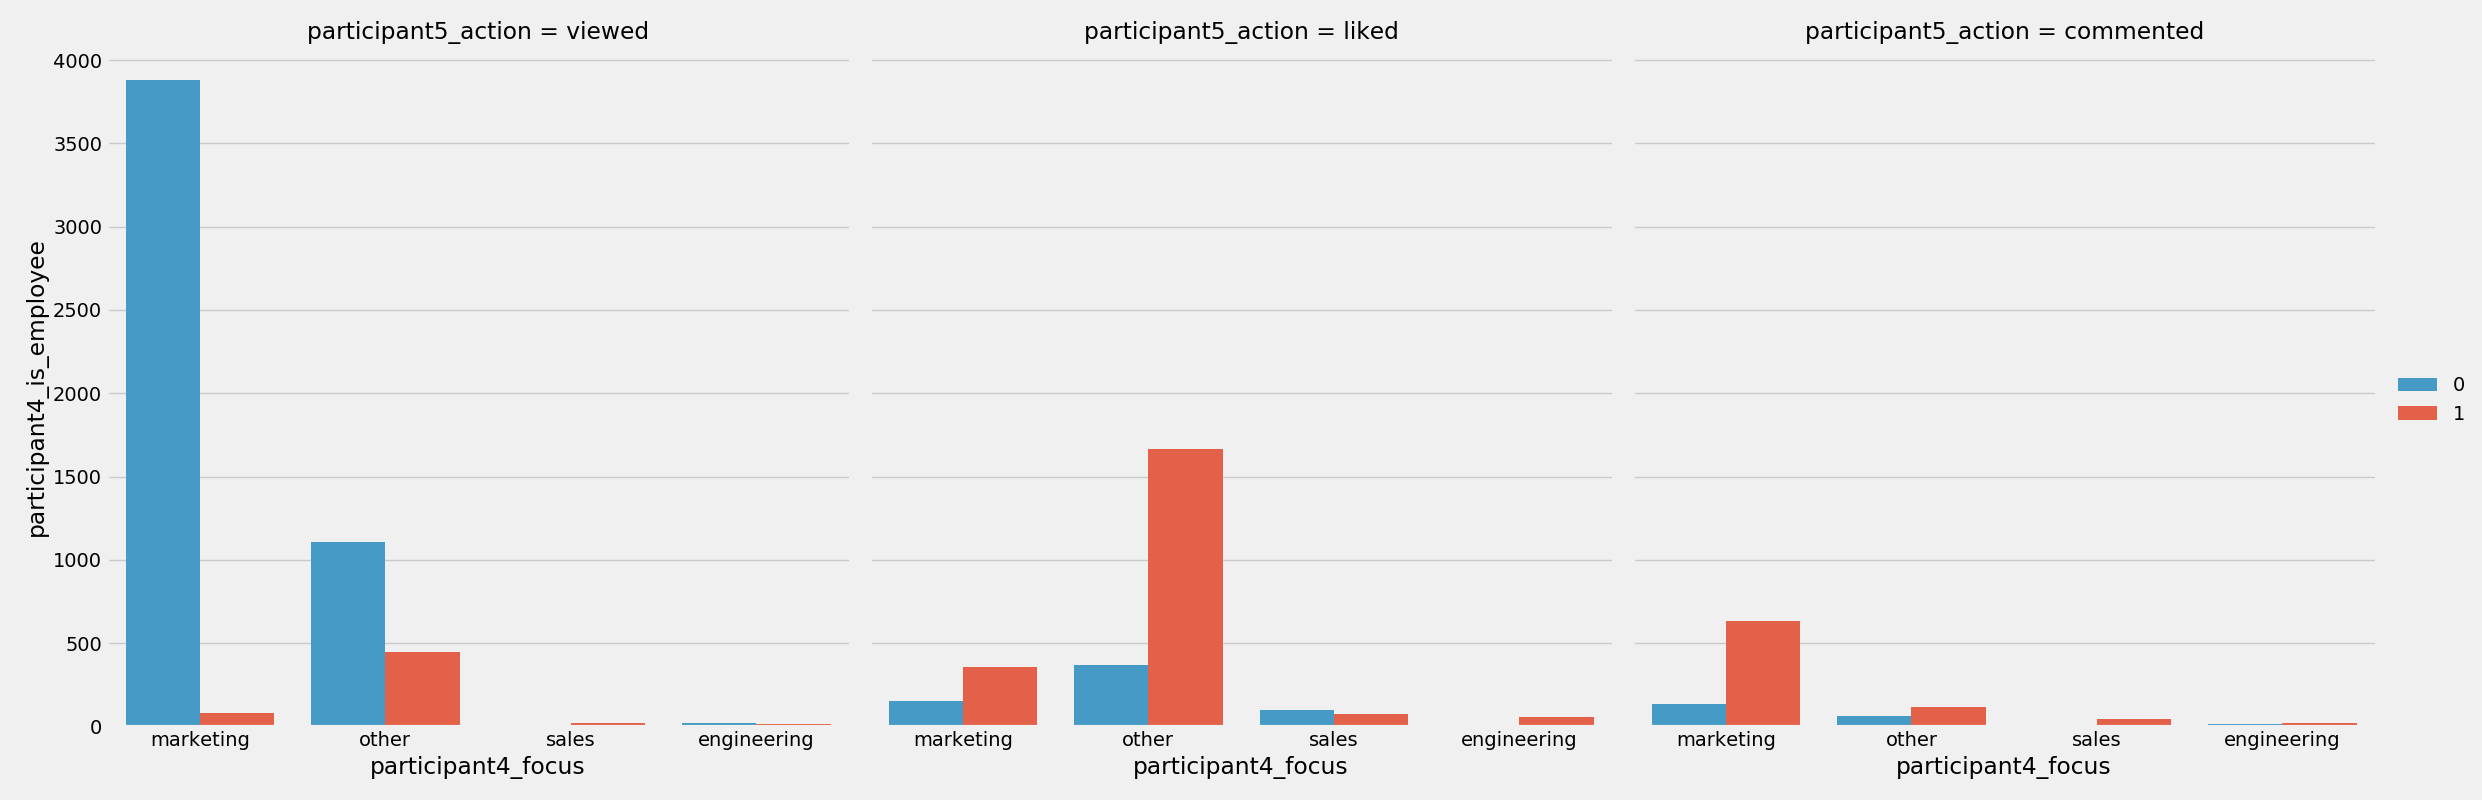 participant5_action = viewed
participant5_action = liked
participant5_action = commented
participant4_is_employee
4000
3500
3000
2500
2000
1500
1000
500
0
marketing other sales engineering
participant4_focus
marketing other sales engineering
participant4_focus
marketing other sales engineering
participant4_focus
0
1